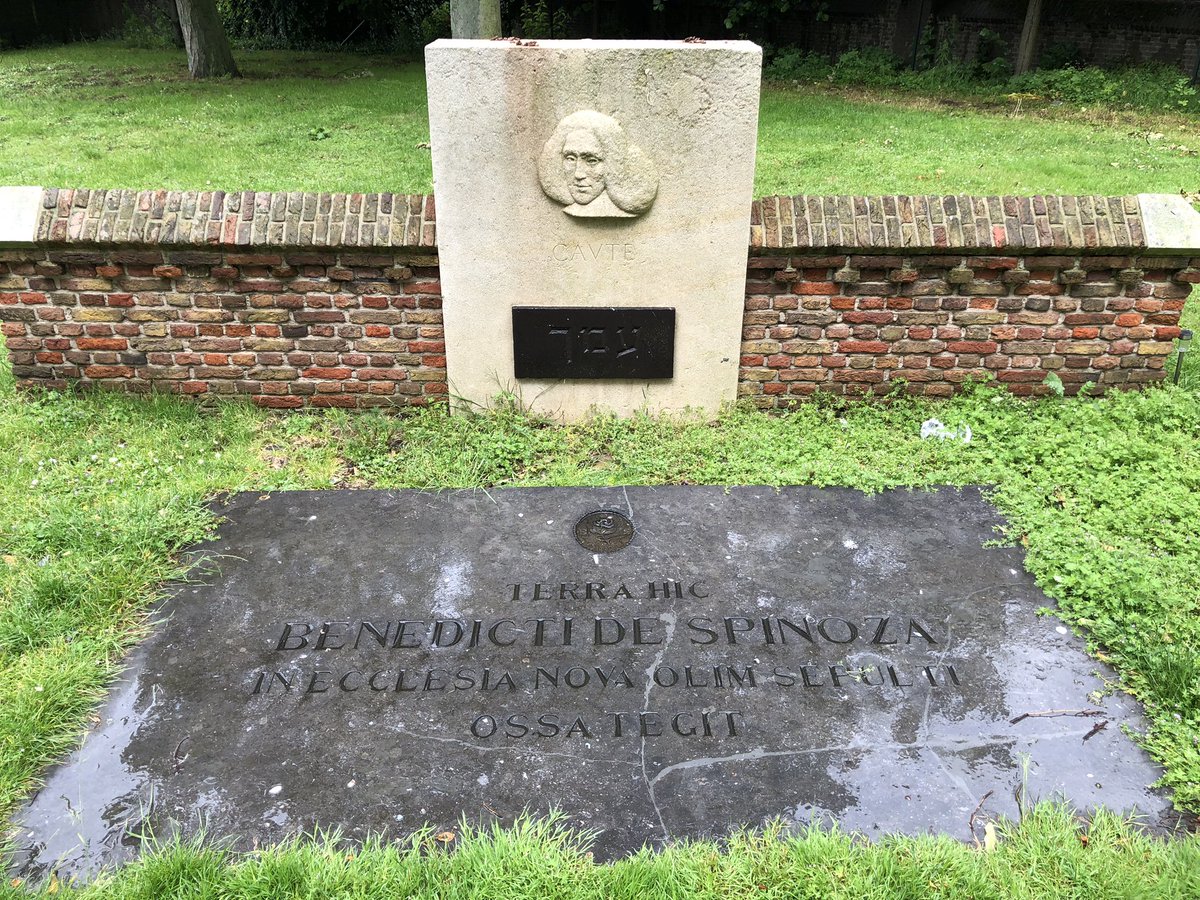 CAVTE
עמך
TERRA HIC
BENEDICTI DE SPINOZA
IN ECCLESIA NOVA OLIM SEPULTI
OSSA TEGIT